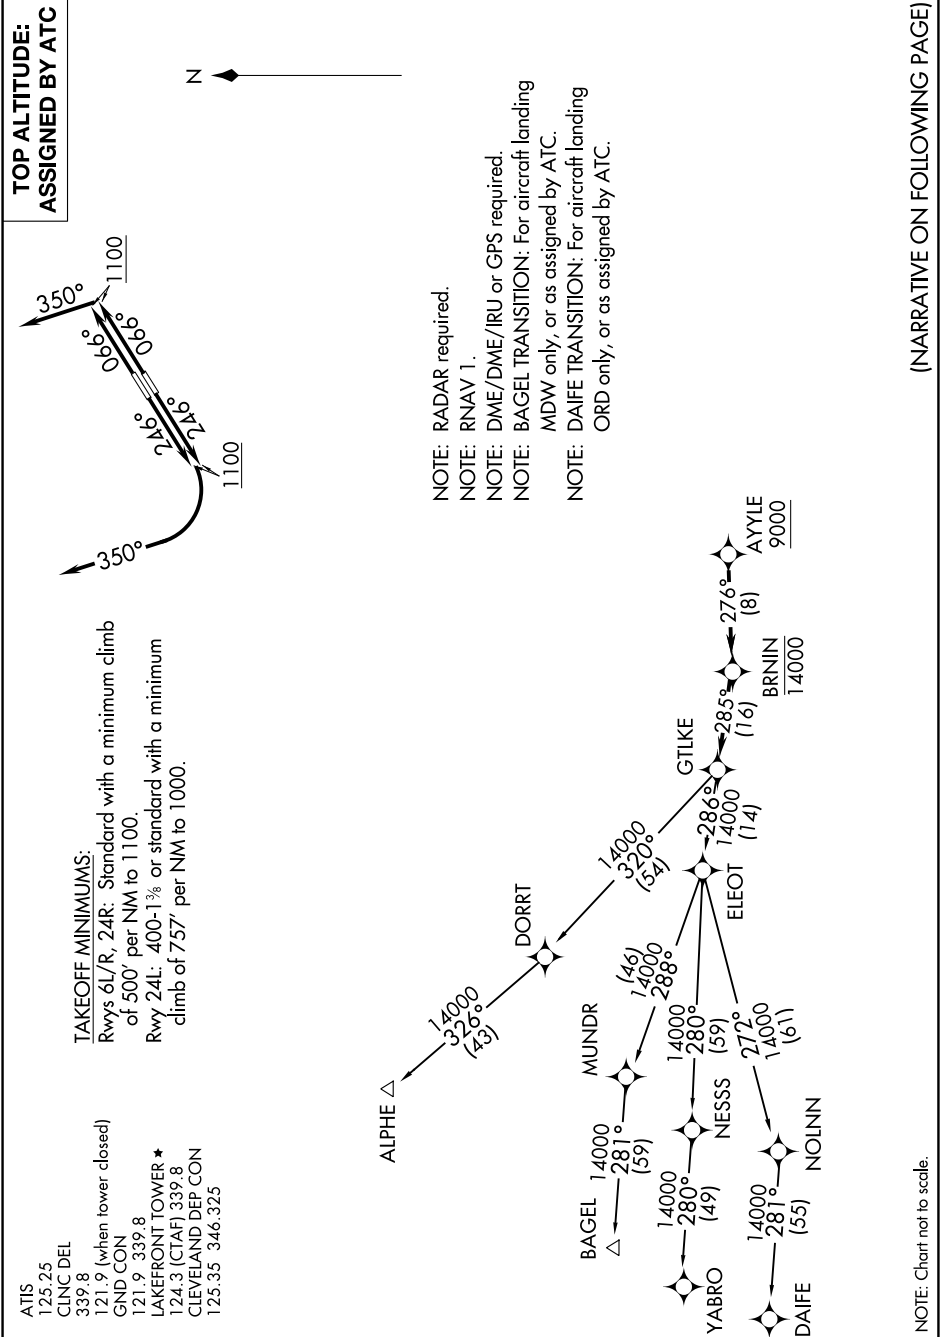 TOP ALTITUDE:
ASSIGNED BY ATC
ATIS
125.25
CLNC DEL
339.8
121.9 (when tower closed)
GND CON
121.9 339.8
LAKEFRONT TOWER★
124.3 (CTAF) 339.8
CLEVELAND DEP CON
125.35 346.325
TAKEOFF MINIMUMS:
Rwys 6L/R, 24R: Standard with a minimum climb
of 500' per NM to 1100.
Rwy 24L: 400-1⅜ or standard with a minimum
climb of 757' per NM to 1000.
350°
1100
246°
246°
066°
066°
350°
1100
N
NOTE: RADAR required.
NOTE: RNAV 1.
NOTE: DME/DME/IRU or GPS required.
NOTE: BAGEL TRANSITION: For aircraft landing
MDW only, or as assigned by ATC.
NOTE: DAIFE TRANSITION: For aircraft landing
ORD only, or as assigned by ATC.
ALPHE
14000
326°
(43)
DORRT
14000
320°
(54)
GTLKE
285°
(16)
BRNIN
14000
276°
(8)
AYYLE
9000
286°
14000
(14)
ELEOT
(46)
14000
288°
MUNDR
14000
281°
(59)
BAGEL
14000
280°
(59)
NESSS
14000
280°
(49)
YABRO
272°
14000
(61)
NOLNN
14000
281°
(55)
DAIFE
NOTE: Chart not to scale.
(NARRATIVE ON FOLLOWING PAGE)